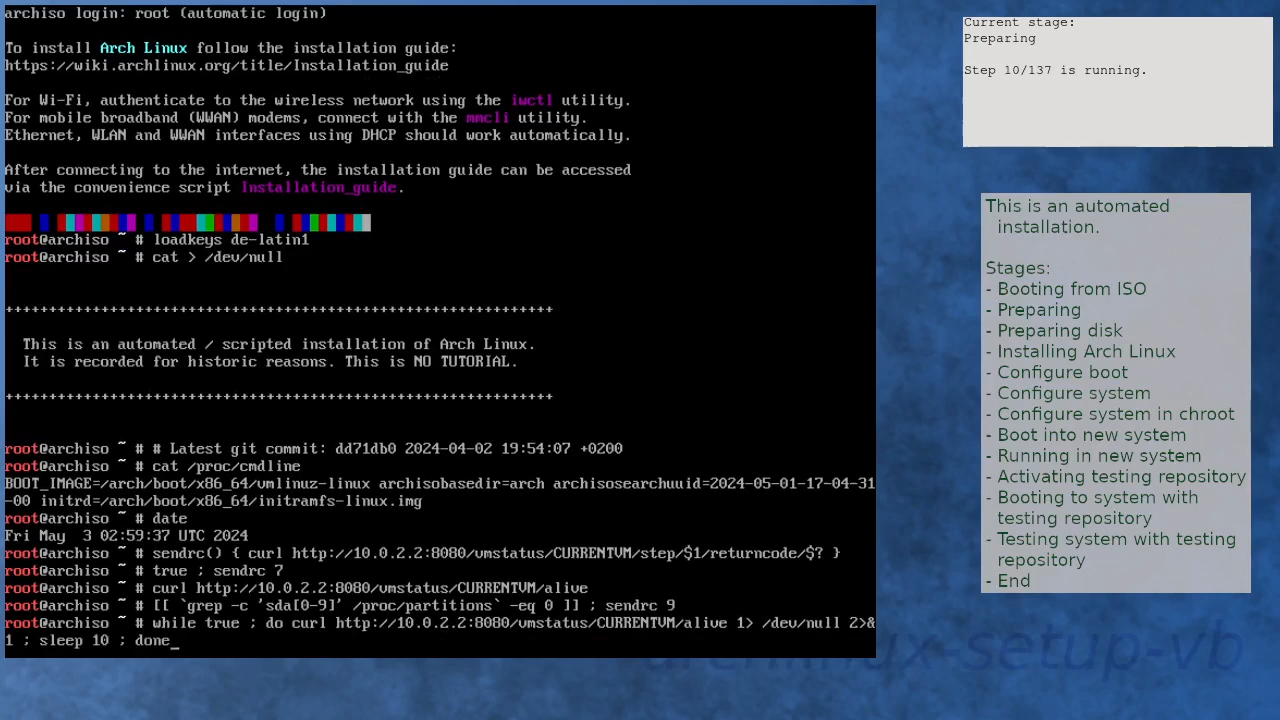 archiso login: root (automatic login)
To install Arch Linux follow the installation guide:
https://wiki.archlinux.org/title/Installation_guide
For Wi-Fi, authenticate to the wireless network using the iwctl utility.
For mobile broadband (WWAN) modems, connect with the mmcli utility.
Ethernet, WLAN and WWAN interfaces using DHCP should work automatically.
After connecting to the internet, the installation guide can be accessed
via the convenience script Installation_guide.
root@archiso ~ # loadkeys de-latin1
root@archiso ~ # cat > /dev/null
+++++++++++++++++++++++++++++++++++++++++++++++++++++++++++++++
This is an automated / scripted installation of Arch Linux.
It is recorded for historic reasons. This is NO TUTORIAL.
+++++++++++++++++++++++++++++++++++++++++++++++++++++++++++++++
root@archiso ~ # # Latest git commit: dd71db0 2024-04-02 19:54:07 +0200
root@archiso ~ # cat /proc/cmdline
BOOT_IMAGE=/arch/boot/x86_64/vmlinuz-linux archisobasedir=arch archisosearchuuid=2024-05-01-17-04-31
-00 initrd=/arch/boot/x86_64/initramfs-linux.img
root@archiso ~ # date
Fri May  3 02:59:37 UTC 2024
root@archiso ~ # sendrc() { curl http://10.0.2.2:8080/vmstatus/CURRENTVM/step/$1/returncode/$? }
root@archiso ~ # true ; sendrc 7
root@archiso ~ # curl http://10.0.2.2:8080/vmstatus/CURRENTVM/alive
root@archiso ~ # [[ `grep -c 'sda[0-9]' /proc/partitions` -eq 0 ]] ; sendrc 9
root@archiso ~ # while true ; do curl http://10.0.2.2:8080/vmstatus/CURRENTVM/alive 1> /dev/null 2>&
1 ; sleep 10 ; done_
Current stage:
Preparing
Step 10/137 is running.
This is an automated
installation.
Stages:
- Booting from ISO
- Preparing
- Preparing disk
- Installing Arch Linux
- Configure boot
- Configure system
- Configure system in chroot
- Boot into new system
- Running in new system
- Activating testing repository
- Booting to system with
testing repository
- Testing system with testing
repository
- End
archlinux-setup-vb